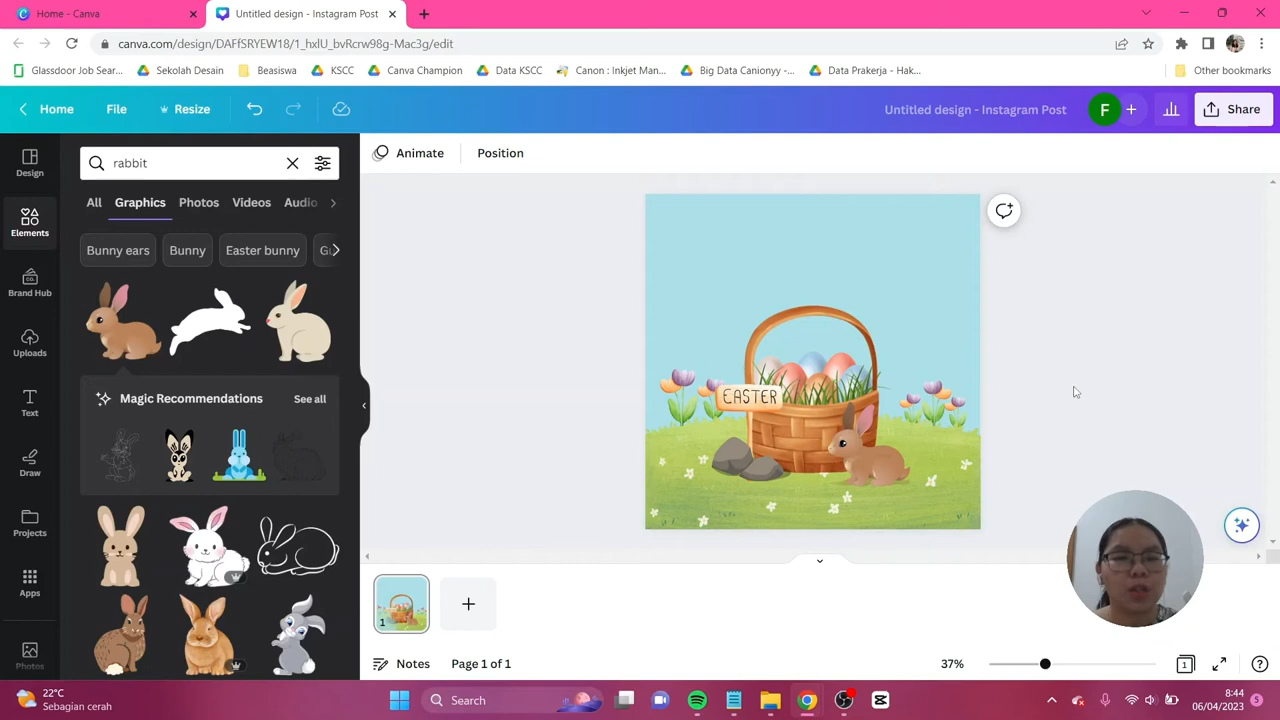 Home - Canva
Untitled design - Instagram Post
canva.com/design/DAFfSRYEW18/1_hxlU_bvRcrw98g-Mac3g/edit
Glassdoor Job Sear...
Sekolah Desain
Beasiswa
KSCC
Canva Champion
Data KSCC
Canon : Inkjet Man...
Big Data Canionyy -...
Data Prakerja - Hak...
Other bookmarks
Home
File
Resize
Untitled design - Instagram Post
F
Share
Design
Elements
Brand Hub
Uploads
Text
Draw
Projects
Apps
Photos
rabbit
All
Graphics
Photos
Videos
Audio
Bunny ears
Bunny
Easter bunny
Magic Recommendations
See all
Animate
Position
EASTER
1
Notes
Page 1 of 1
37%
1
22°C
Sebagian cerah
Search
8:44
06/04/2023
5